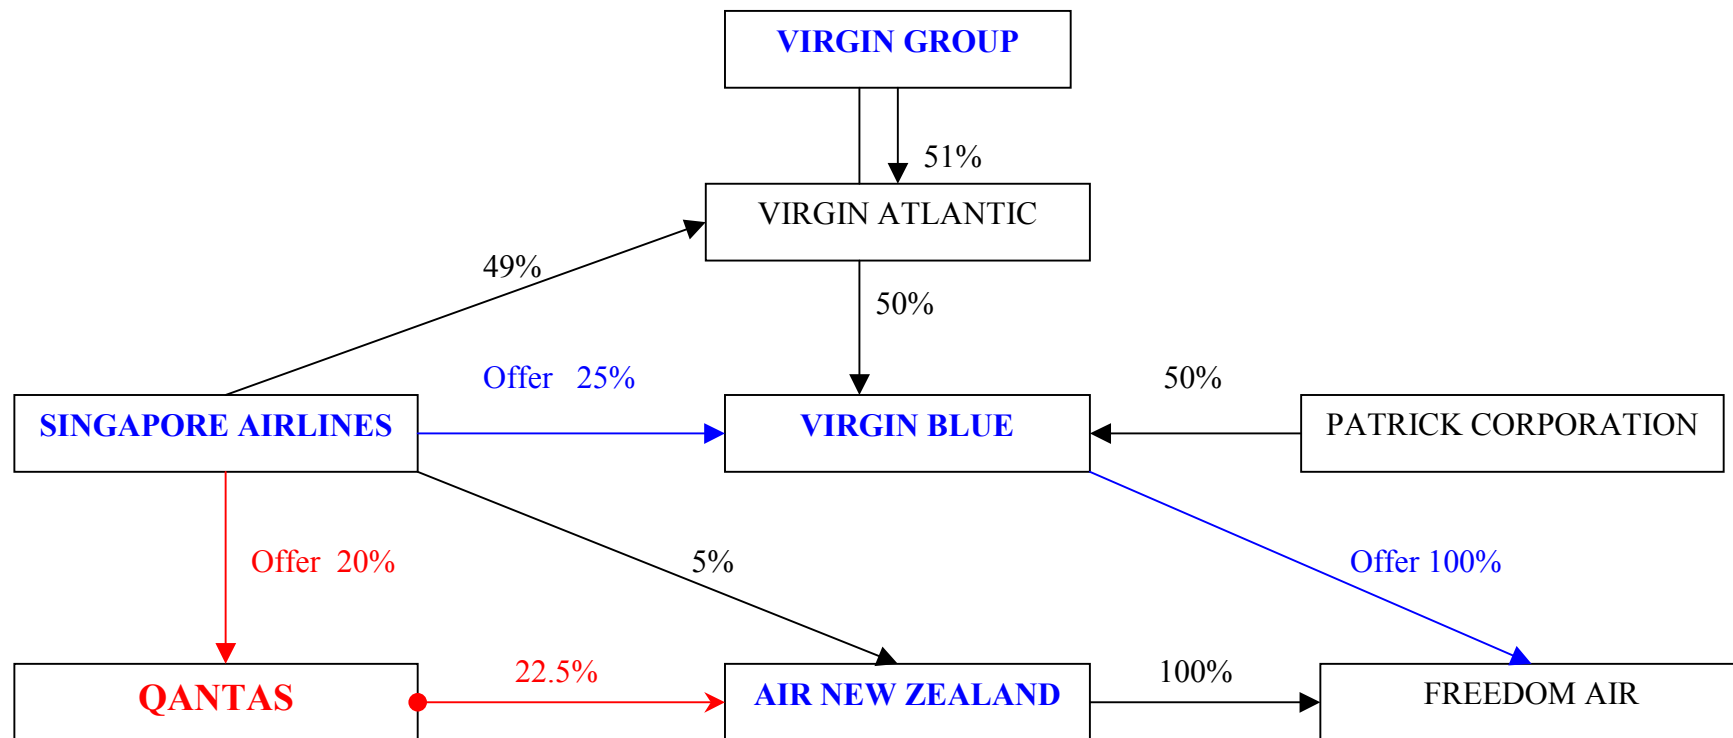 VIRGIN GROUP
51%
VIRGIN ATLANTIC
49%
50%
Offer 25%
50%
SINGAPORE AIRLINES
VIRGIN BLUE
PATRICK CORPORATION
Offer 20%
5%
Offer 100%
22.5%
100%
QANTAS
AIR NEW ZEALAND
FREEDOM AIR